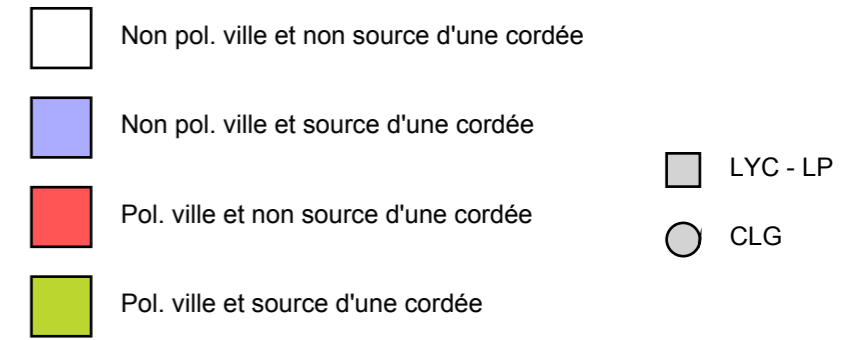 Non pol. ville et non source d'une cordée
Non pol. ville et source d'une cordée
Pol. ville et non source d'une cordée
Pol. ville et source d'une cordée
LYC - LP
CLG